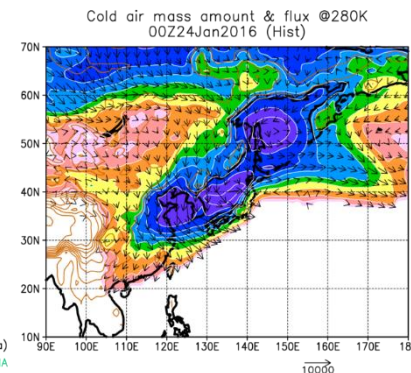 Cold air mass amount & flux @280K
00Z24Jan2016 (Hist)
70N
60N
50N
40N
30N
20N
10N
90E 100E 110E 120E 130E 140E 150E 160E 170E 18
10000